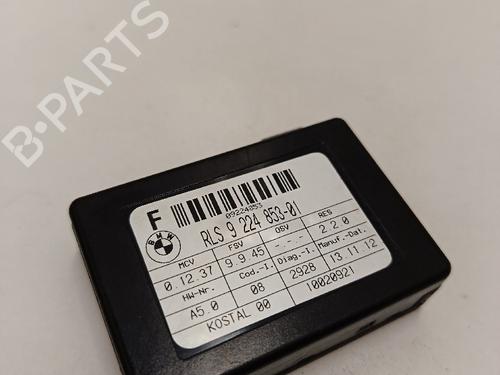 B-PARTS
F
09224853
BMW
RLS 9 224 853-01
MCV FSV OSV RES
0.12.37 9.9.45 -.-.- 2.2.0
HW-Nr. Cod.-I. Diag.-I. Manuf.-Dat.
A5.0 08 2928 13.11.12
KOSTAL 00 10020921